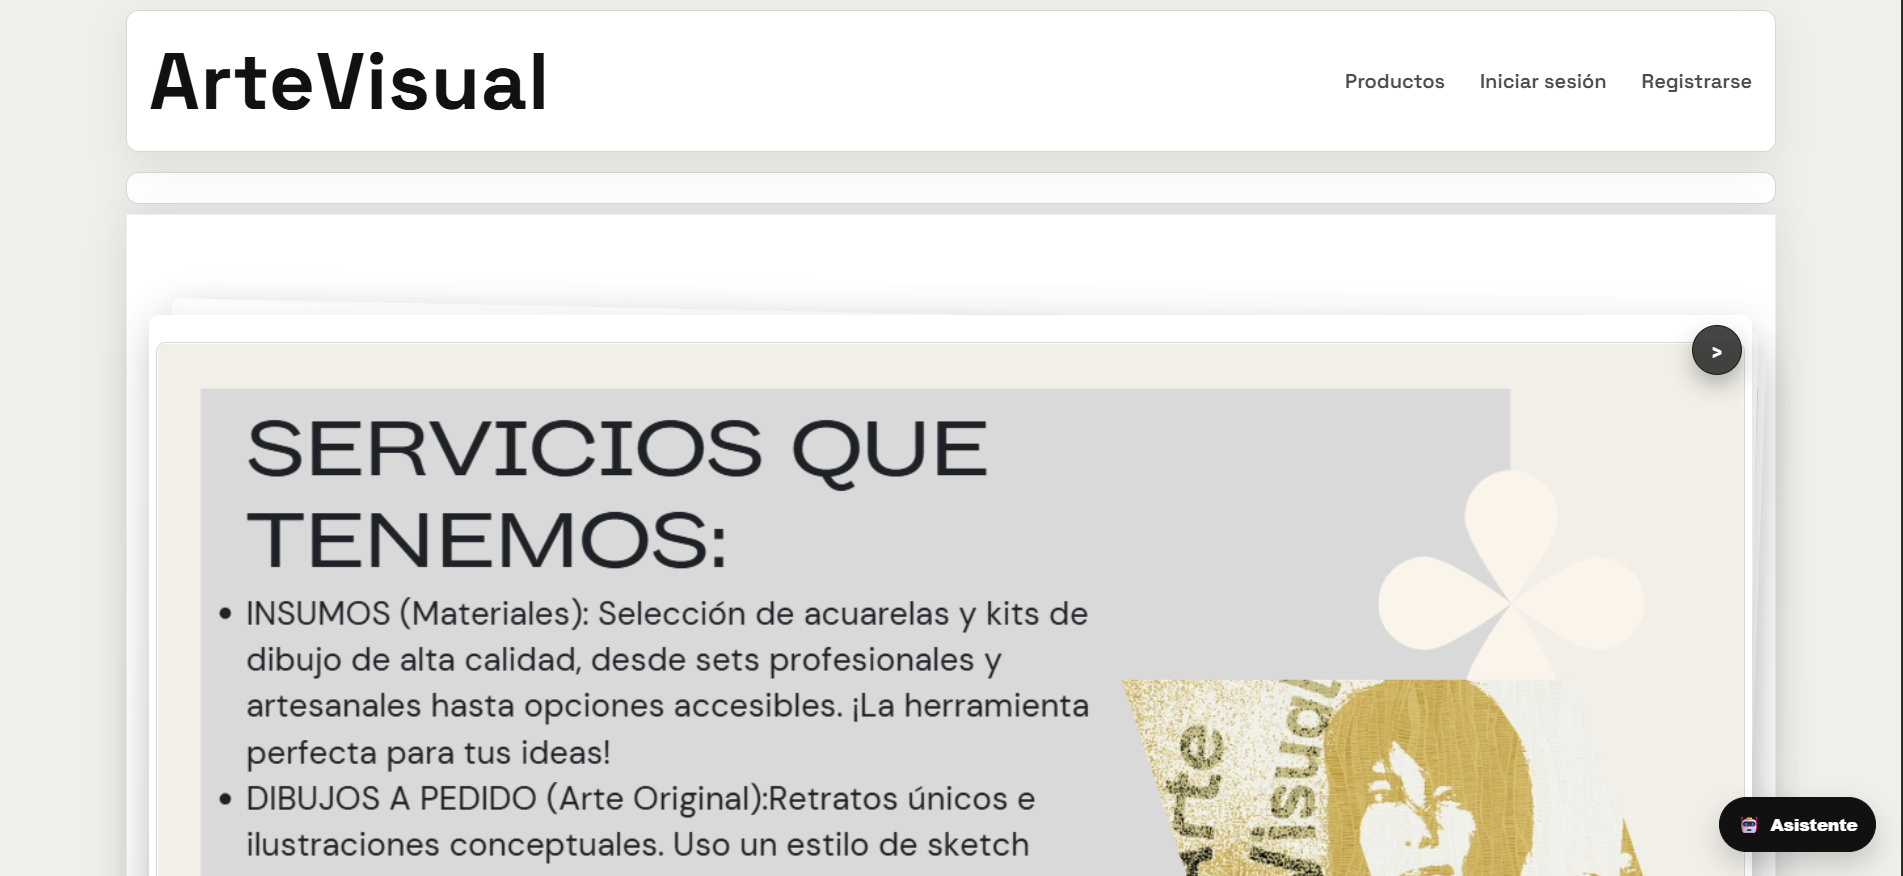 ArteVisual
Productos
Iniciar sesión
Registrarse
>
SERVICIOS QUE
TENEMOS:
• INSUMOS (Materiales): Selección de acuarelas y kits de
dibujo de alta calidad, desde sets profesionales y
artesanales hasta opciones accesibles. ¡La herramienta
perfecta para tus ideas!
• DIBUJOS A PEDIDO (Arte Original):Retratos únicos e
ilustraciones conceptuales. Uso un estilo de sketch
Arte
Visual
Asistente